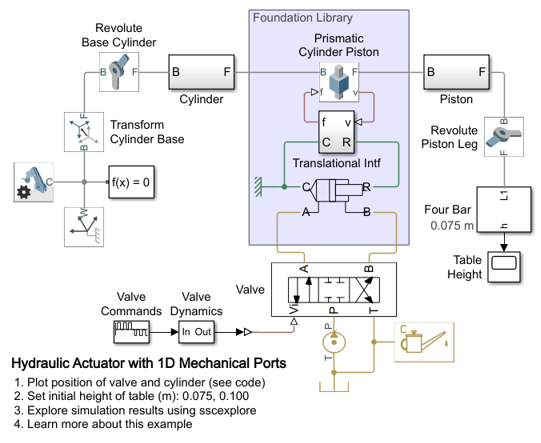 Foundation Library
Revolute
Base Cylinder
Prismatic
Cylinder Piston
B
F
B
F
B
F
B
F
Cylinder
Piston
f
v
f
v
C
R
Transform
Cylinder Base
F
B
Revolute
Piston Leg
B
F
Translational Intf
C
f(x) = 0
C
R
A
B
W
L1
Four Bar
0.075 m
h
Table
Height
Valve
A
B
Vi
P
T
Valve
Commands
Valve
Dynamics
In
Out
P
T
C
Hydraulic Actuator with 1D Mechanical Ports
1. Plot position of valve and cylinder (see code)
2. Set initial height of table (m): 0.075, 0.100
3. Explore simulation results using sscexplore
4. Learn more about this example